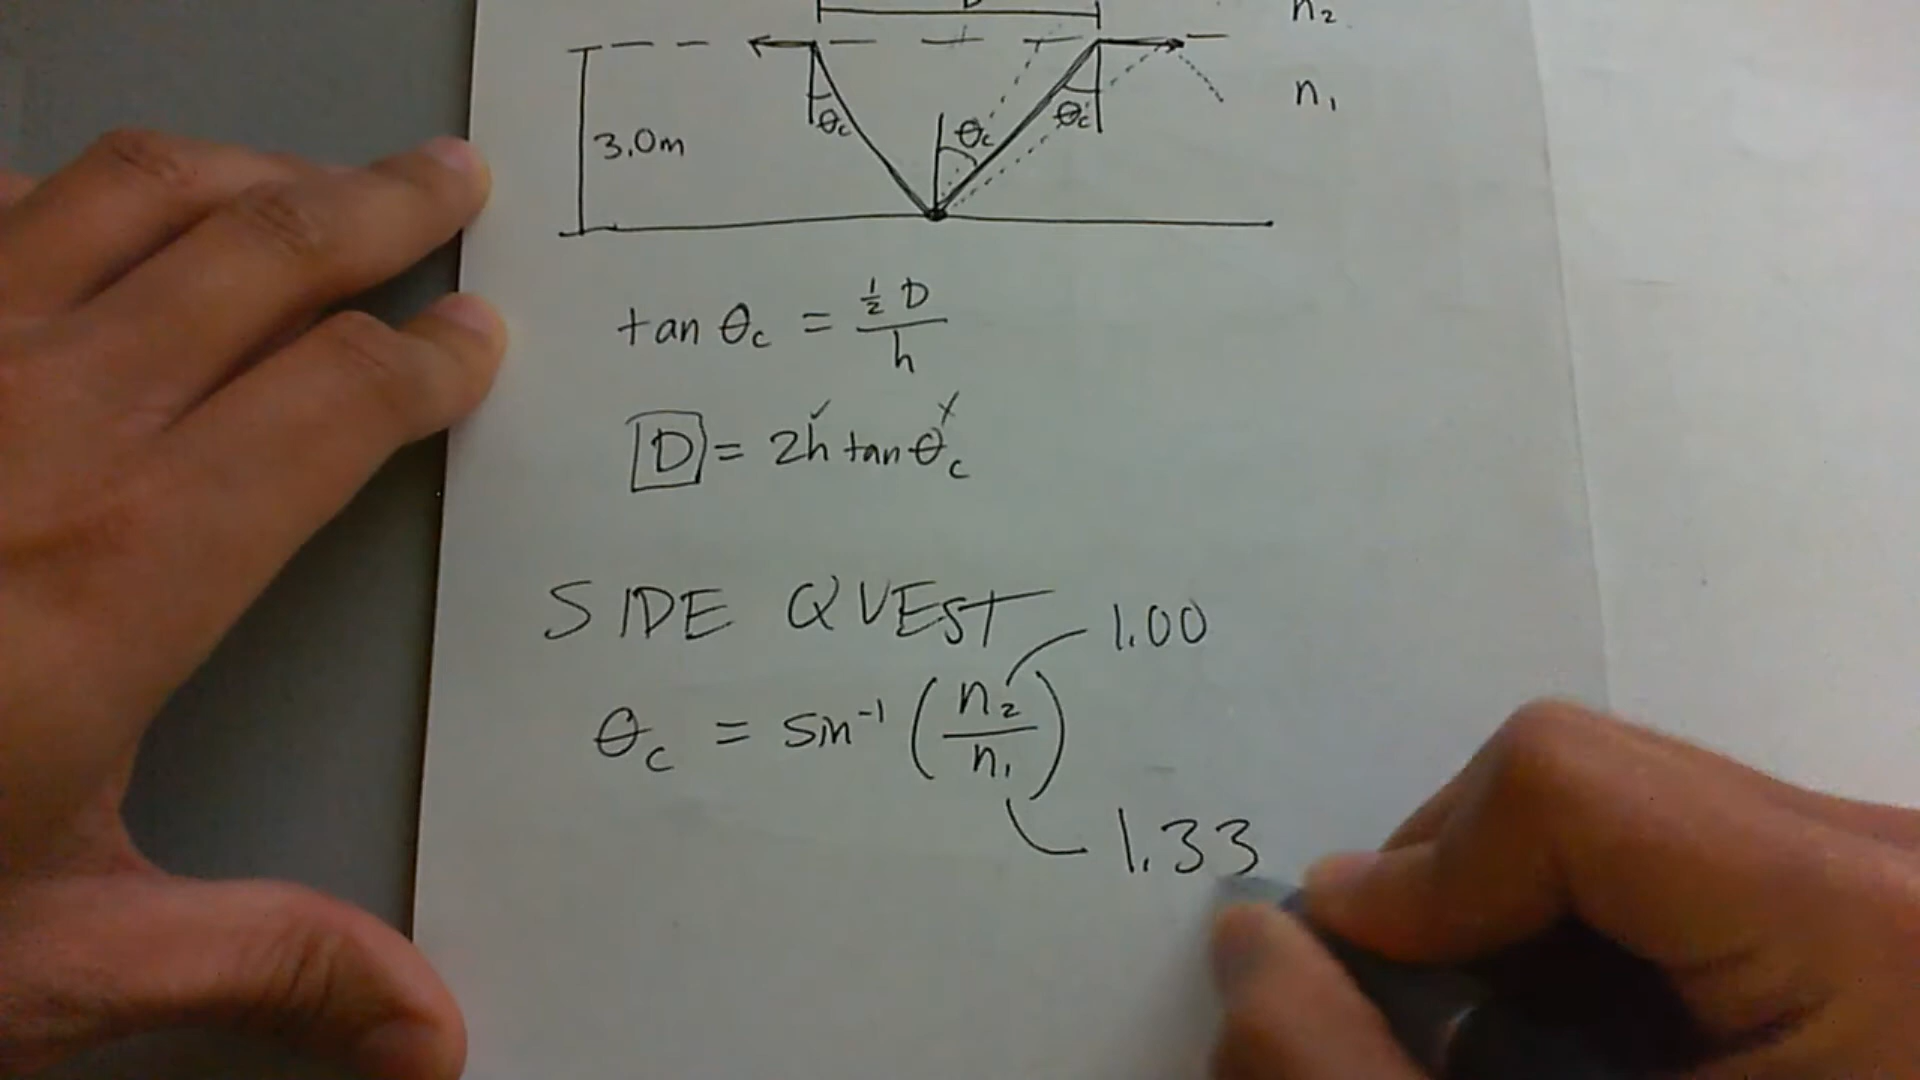 D
n₂
n₁
θc
θc
θc
3.0m
tan θc = ½ D / h
D = 2h tan θc
SIDE QUEST
1.00
θc = sin⁻¹ (n₂ / n₁)
1.33